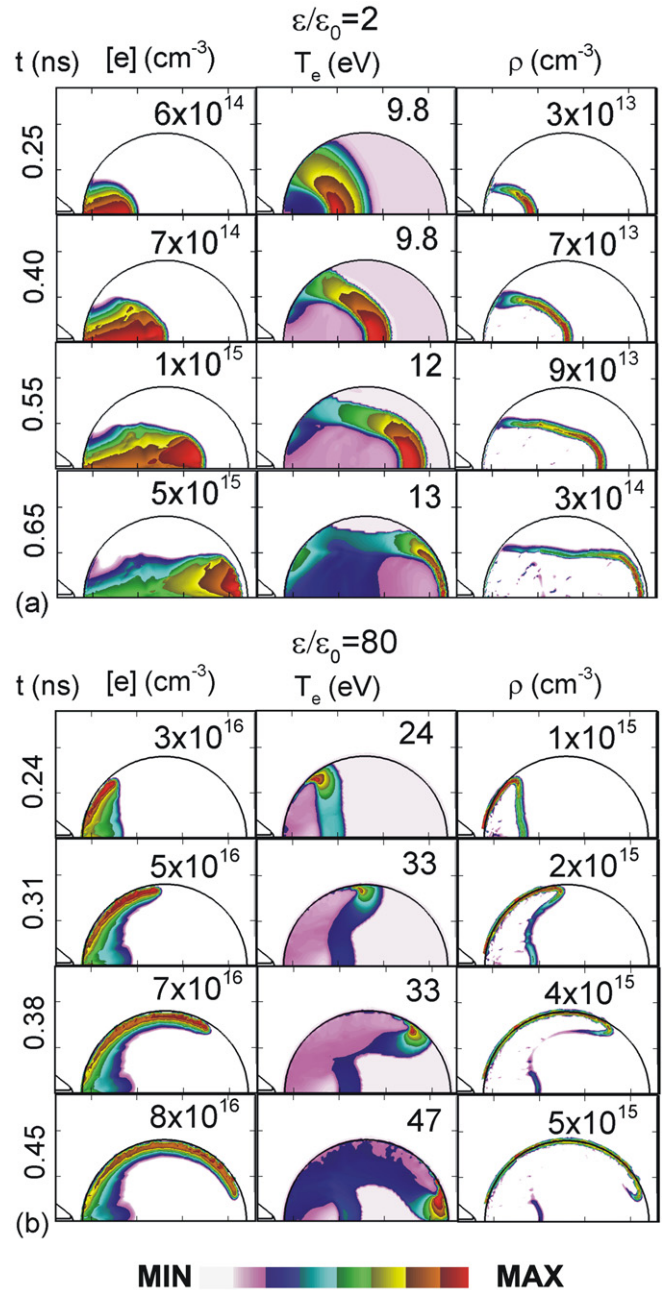 ε/ε₀=2
t (ns) [e] (cm⁻³) Tₑ (eV) ρ (cm⁻³)
0.25 6x10¹⁴ 9.8 3x10¹³
0.40 7x10¹⁴ 9.8 7x10¹³
0.55 1x10¹⁵ 12 9x10¹³
0.65 5x10¹⁵ 13 3x10¹⁴
(a)
ε/ε₀=80
t (ns) [e] (cm⁻³) Tₑ (eV) ρ (cm⁻³)
0.24 3x10¹⁶ 24 1x10¹⁵
0.31 5x10¹⁶ 33 2x10¹⁵
0.38 7x10¹⁶ 33 4x10¹⁵
0.45 8x10¹⁶ 47 5x10¹⁵
(b)
MIN MAX